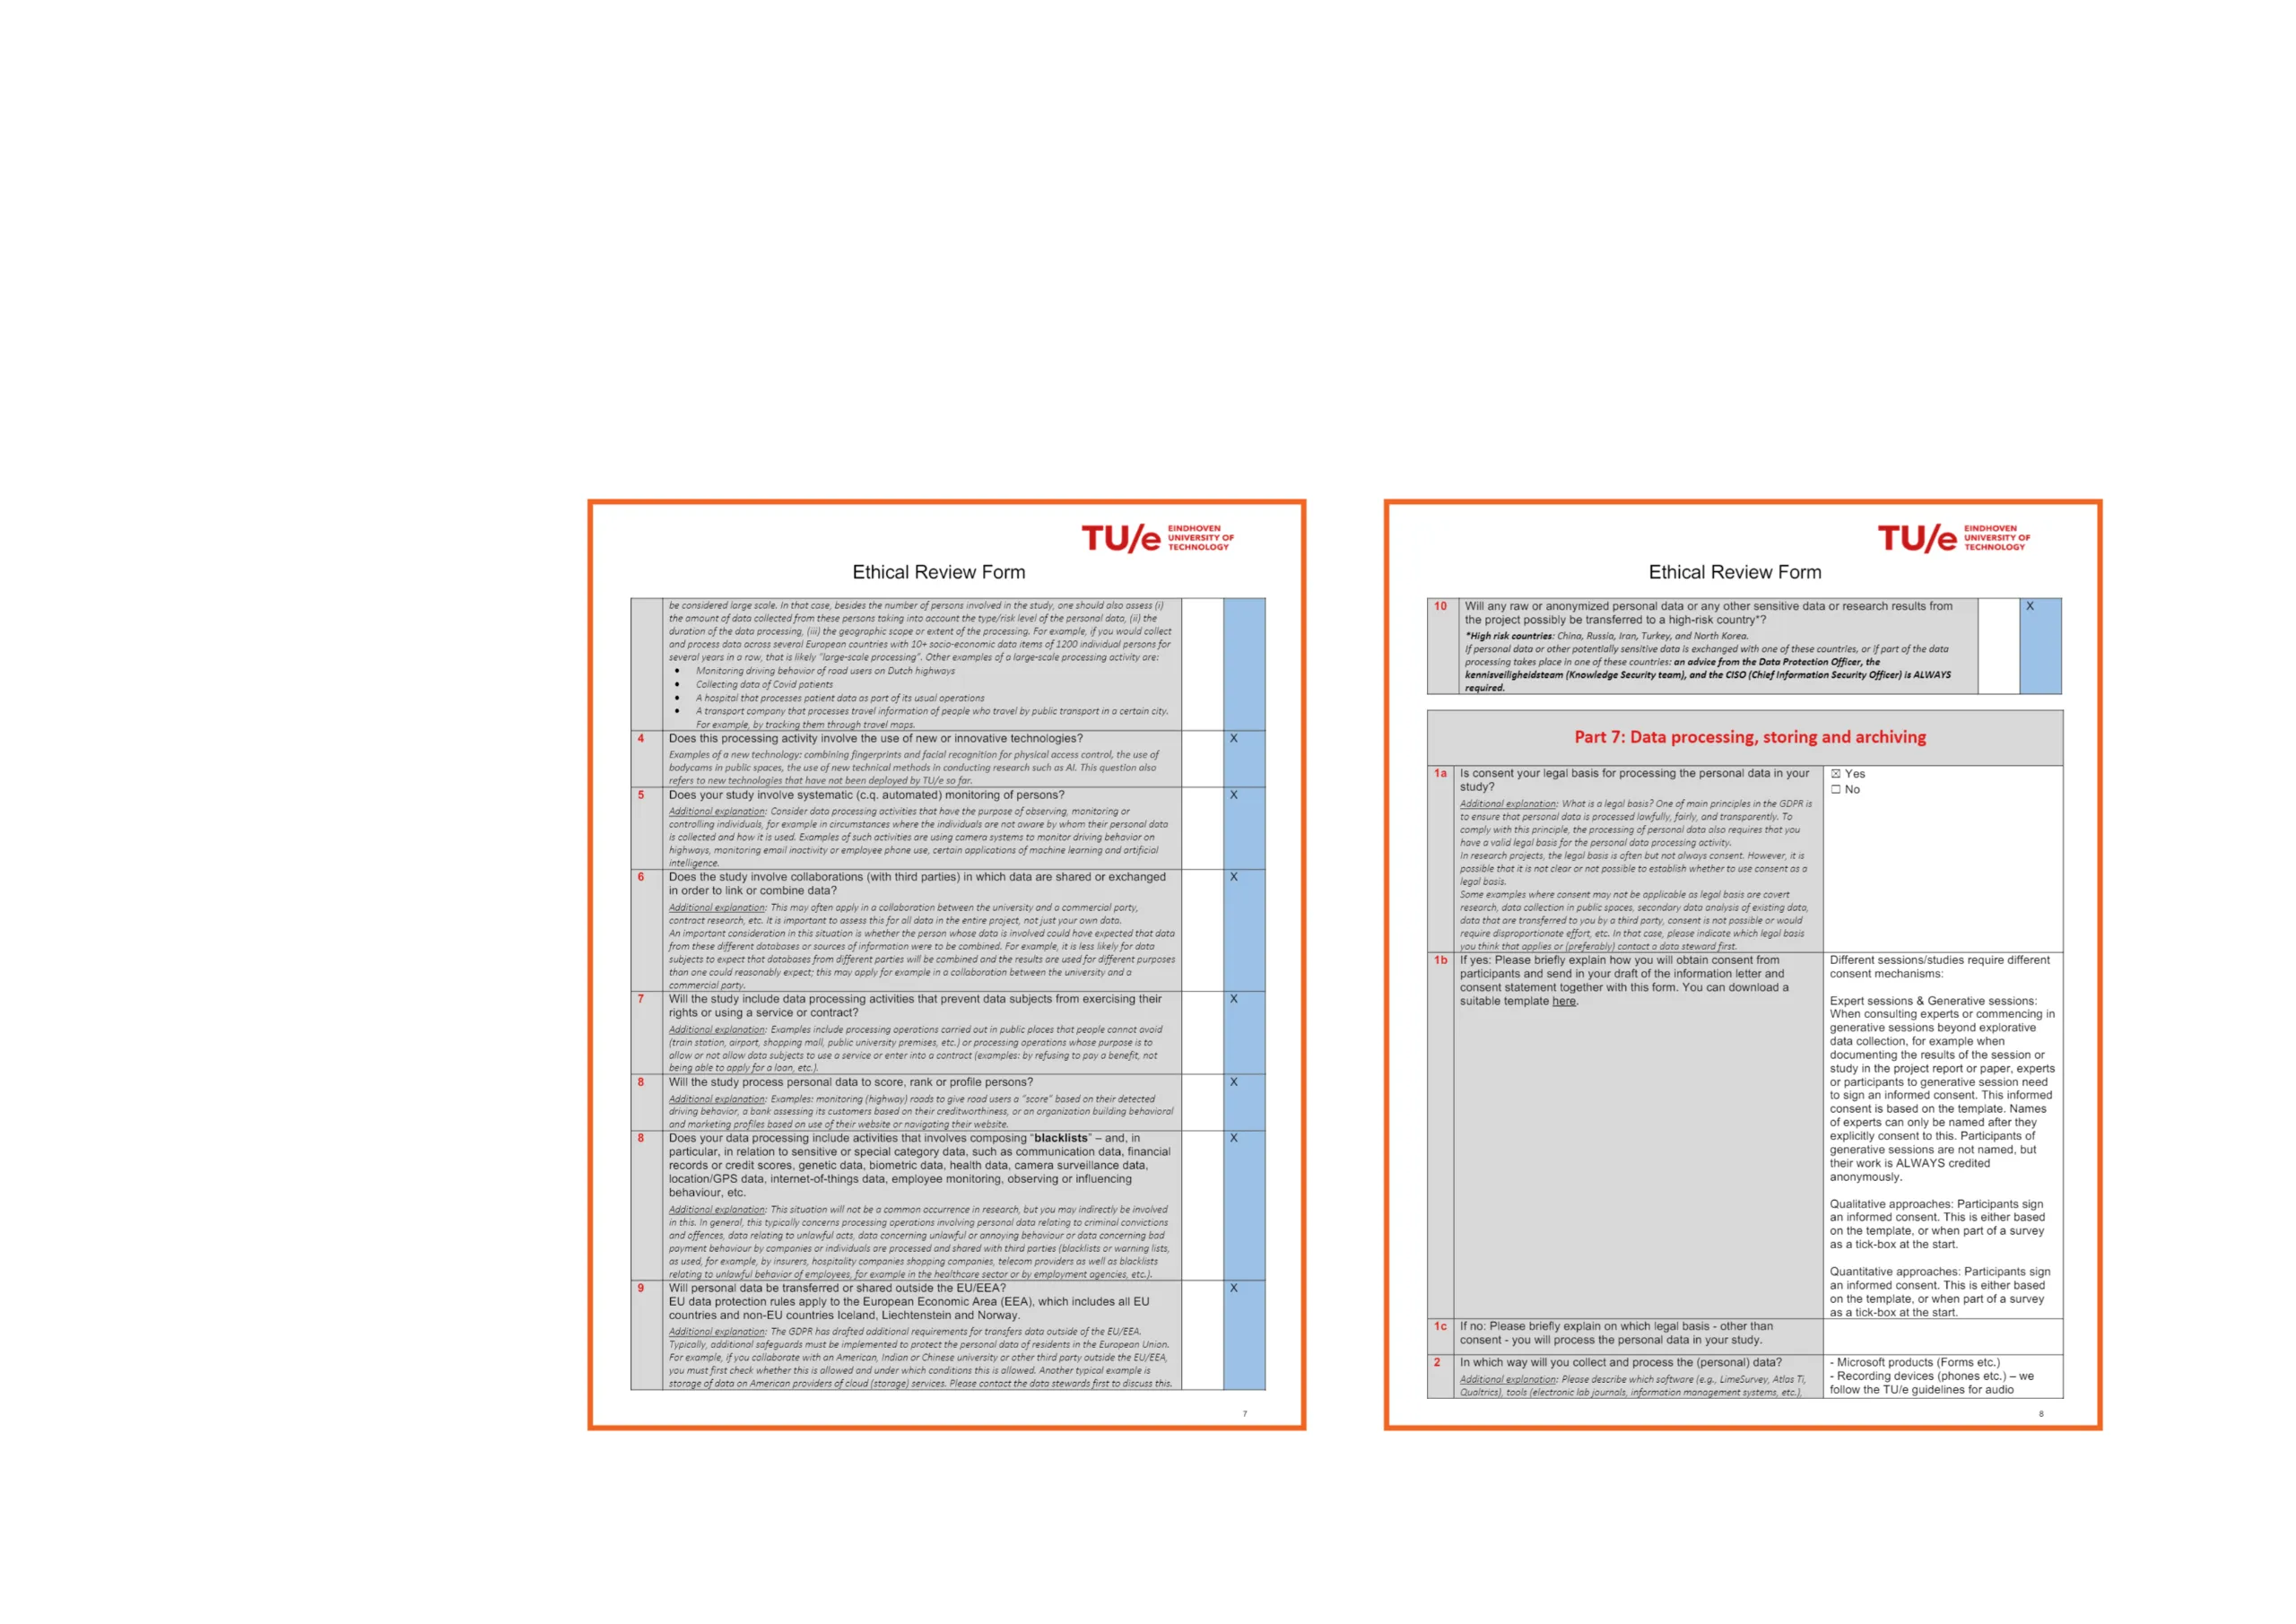 TU/e EINDHOVEN
UNIVERSITY OF
TECHNOLOGY
Ethical Review Form
be considered large scale. In that case, besides the number of persons involved in the study, one should also assess (i)
the amount of data collected from these persons taking into account the type/risk level of the personal data, (ii) the
duration of the data processing, (iii) the geographic scope or extent of the processing. For example, if you would collect
and process data across several European countries with 10+ socio-economic data items of 1200 individual persons for
several years in a row, that is likely "large-scale processing". Other examples of a large-scale processing activity are:
• Monitoring driving behavior of road users on Dutch highways
• Collecting data of Covid patients
• A hospital that processes patient data as part of its usual operations
• A transport company that processes travel information of people who travel by public transport in a certain city.
For example, by tracking them through travel maps.
4 Does this processing activity involve the use of new or innovative technologies? X
Examples of a new technology: combining fingerprints and facial recognition for physical access control, the use of
bodycams in public spaces, the use of new technical methods in conducting research such as AI. This question also
refers to new technologies that have not been deployed by TU/e so far.
5 Does your study involve systematic (c.q. automated) monitoring of persons? X
Additional explanation: Consider data processing activities that have the purpose of observing, monitoring or
controlling individuals, for example in circumstances where the individuals are not aware by whom their personal data
is collected and how it is used. Examples of such activities are using camera systems to monitor driving behavior on
highways, monitoring email inactivity or employee phone use, certain applications of machine learning and artificial
intelligence.
6 Does the study involve collaborations (with third parties) in which data are shared or exchanged X
in order to link or combine data?
Additional explanation: This may often apply in a collaboration between the university and a commercial party,
contract research, etc. It is important to assess this for all data in the entire project, not just your own data.
An important consideration in this situation is whether the person whose data is involved could have expected that data
from these different databases or sources of information were to be combined. For example, it is less likely for data
subjects to expect that databases from different parties will be combined and the results are used for different purposes
than one could reasonably expect; this may apply for example in a collaboration between the university and a
commercial party.
7 Will the study include data processing activities that prevent data subjects from exercising their X
rights or using a service or contract?
Additional explanation: Examples include processing operations carried out in public places that people cannot avoid
(train station, airport, shopping mall, public university premises, etc.) or processing operations whose purpose is to
allow or not allow data subjects to use a service or enter into a contract (examples: by refusing to pay a benefit, not
being able to apply for a loan, etc.).
8 Will the study process personal data to score, rank or profile persons? X
Additional explanation: Examples: monitoring (highway) roads to give road users a "score" based on their detected
driving behavior, a bank assessing its customers based on their creditworthiness, or an organization building behavioral
and marketing profiles based on use of their website or navigating their website.
8 Does your data processing include activities that involves composing "blacklists" – and, in X
particular, in relation to sensitive or special category data, such as communication data, financial
records or credit scores, genetic data, biometric data, health data, camera surveillance data,
location/GPS data, internet-of-things data, employee monitoring, observing or influencing
behaviour, etc.
Additional explanation: This situation will not be a common occurrence in research, but you may indirectly be involved
in this. In general, this typically concerns processing operations involving personal data relating to criminal convictions
and offences, data relating to unlawful acts, data concerning unlawful or annoying behaviour or data concerning bad
payment behaviour by companies or individuals are processed and shared with third parties (blacklists or warning lists,
as used, for example, by insurers, hospitality companies shopping companies, telecom providers as well as blacklists
relating to unlawful behavior of employees, for example in the healthcare sector or by employment agencies, etc.).
9 Will personal data be transferred or shared outside the EU/EEA? X
EU data protection rules apply to the European Economic Area (EEA), which includes all EU
countries and non-EU countries Iceland, Liechtenstein and Norway.
Additional explanation: The GDPR has drafted additional requirements for transfers data outside of the EU/EEA.
Typically, additional safeguards must be implemented to protect the personal data of residents in the European Union.
For example, if you collaborate with an American, Indian or Chinese university or other third party outside the EU/EEA,
you must first check whether this is allowed and under which conditions this is allowed. Another typical example is
storage of data on American providers of cloud (storage) services. Please contact the data stewards first to discuss this.
7
TU/e EINDHOVEN
UNIVERSITY OF
TECHNOLOGY
Ethical Review Form
10 Will any raw or anonymized personal data or any other sensitive data or research results from X
the project possibly be transferred to a high-risk country*?
*High risk countries: China, Russia, Iran, Turkey, and North Korea.
If personal data or other potentially sensitive data is exchanged with one of these countries, or if part of the data
processing takes place in one of these countries: an advice from the Data Protection Officer, the
kennisveiligheidsteam (Knowledge Security team), and the CISO (Chief Information Security Officer) is ALWAYS
required.
Part 7: Data processing, storing and archiving
1a Is consent your legal basis for processing the personal data in your
study?
Additional explanation: What is a legal basis? One of main principles in the GDPR is
to ensure that personal data is processed lawfully, fairly, and transparently. To
comply with this principle, the processing of personal data also requires that you
have a valid legal basis for the personal data processing activity.
In research projects, the legal basis is often but not always consent. However, it is
possible that it is not clear or not possible to establish whether to use consent as a
legal basis.
Some examples where consent may not be applicable as legal basis are covert
research, data collection in public spaces, secondary data analysis of existing data,
data that are transferred to you by a third party, consent is not possible or would
require disproportionate effort, etc. In that case, please indicate which legal basis
you think that applies or (preferably) contact a data steward first.
☒ Yes
☐ No
1b If yes: Please briefly explain how you will obtain consent from
participants and send in your draft of the information letter and
consent statement together with this form. You can download a
suitable template here.
Different sessions/studies require different
consent mechanisms:
Expert sessions & Generative sessions:
When consulting experts or commencing in
generative sessions beyond explorative
data collection, for example when
documenting the results of the session or
study in the project report or paper, experts
or participants to generative session need
to sign an informed consent. This informed
consent is based on the template. Names
of experts can only be named after they
explicitly consent to this. Participants of
generative sessions are not named, but
their work is ALWAYS credited
anonymously.
Qualitative approaches: Participants sign
an informed consent. This is either based
on the template, or when part of a survey
as a tick-box at the start.
Quantitative approaches: Participants sign
an informed consent. This is either based
on the template, or when part of a survey
as a tick-box at the start.
1c If no: Please briefly explain on which legal basis - other than
consent - you will process the personal data in your study.
2 In which way will you collect and process the (personal) data?
Additional explanation: Please describe which software (e.g., LimeSurvey, Atlas Ti,
Qualtrics), tools (electronic lab journals, information management systems, etc.),
- Microsoft products (Forms etc.)
- Recording devices (phones etc.) – we
follow the TU/e guidelines for audio
8